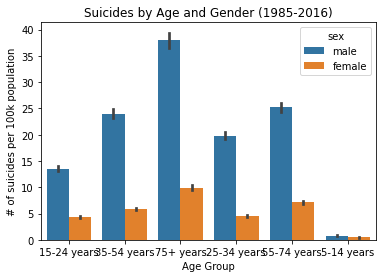 Suicides by Age and Gender (1985-2016)
sex
male
female
# of suicides per 100k population
40
35
30
25
20
15
10
5
0
15-24 years
35-54 years
75+ years
25-34 years
55-74 years
5-14 years
Age Group